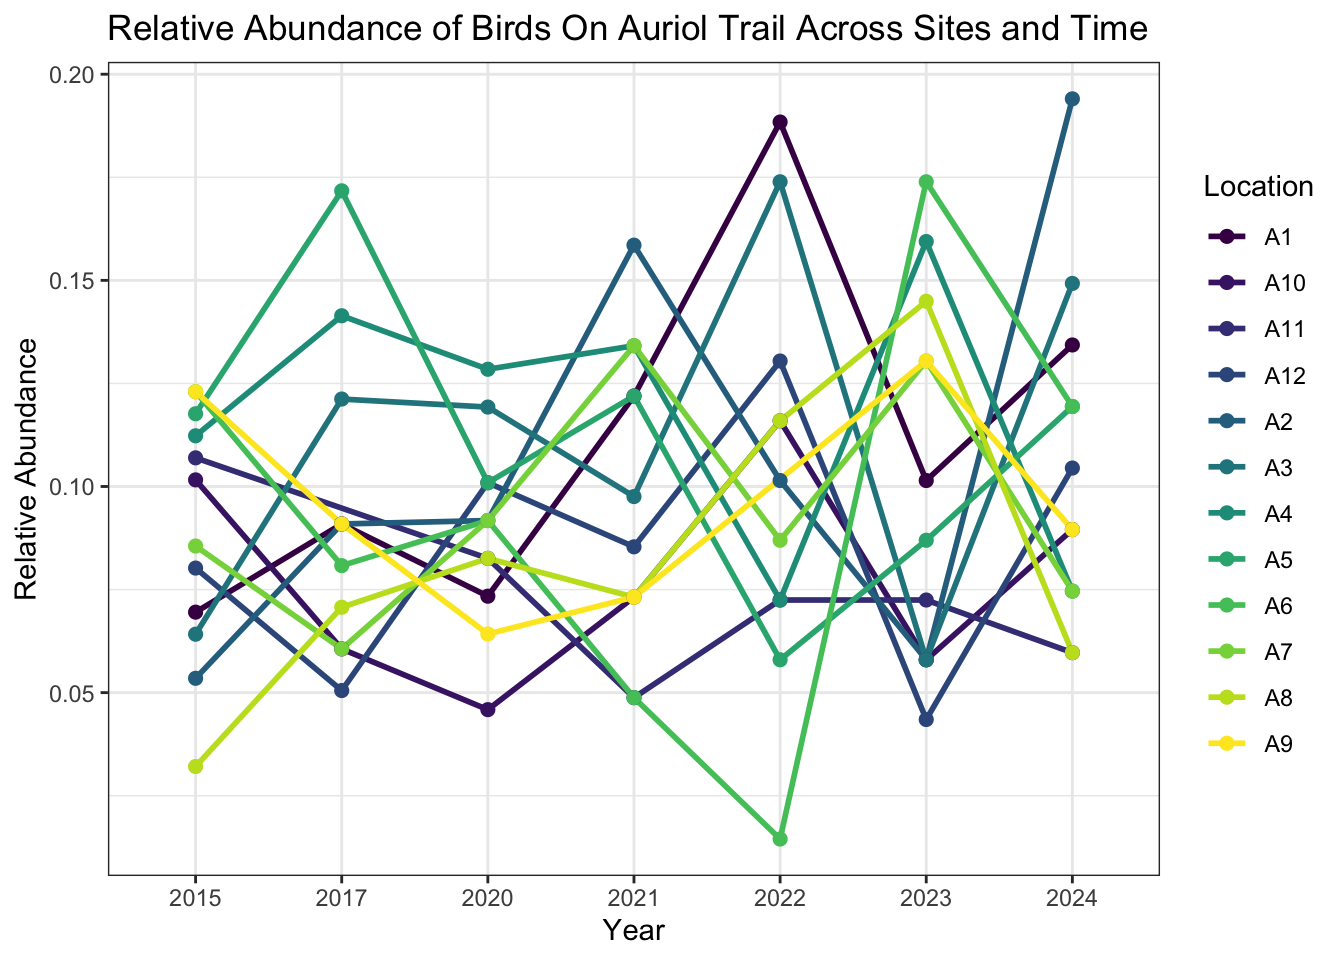 Relative Abundance of Birds On Auriol Trail Across Sites and Time
0.20
0.15
0.10
0.05
Relative Abundance
2015 2017 2020 2021 2022 2023 2024
Year
Location
A1
A10
A11
A12
A2
A3
A4
A5
A6
A7
A8
A9